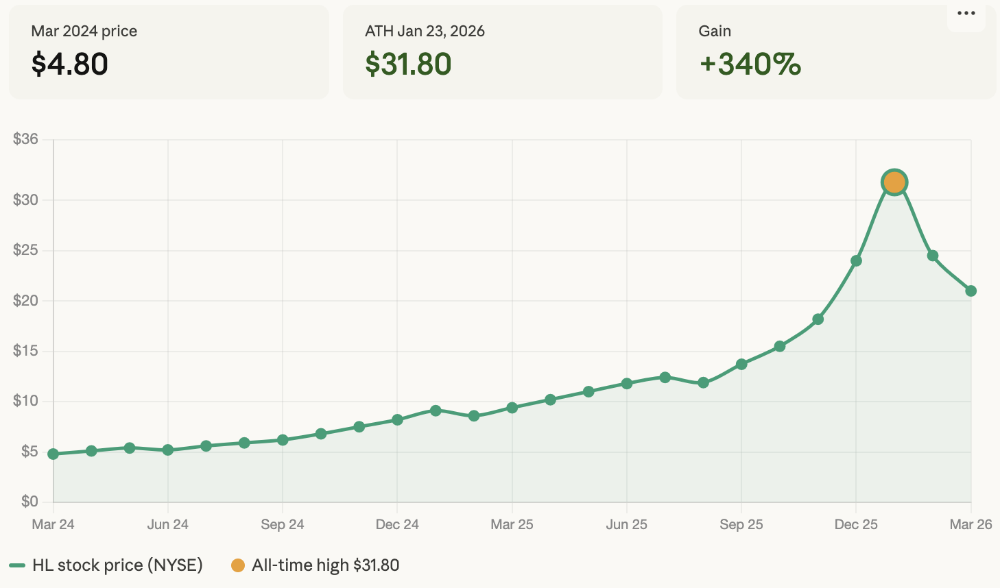 Mar 2024 price
$4.80
ATH Jan 23, 2026
$31.80
Gain
+340%
$36
$30
$25
$20
$15
$10
$5
$0
Mar 24 Jun 24 Sep 24 Dec 24 Mar 25 Jun 25 Sep 25 Dec 25 Mar 26
HL stock price (NYSE) All-time high $31.80